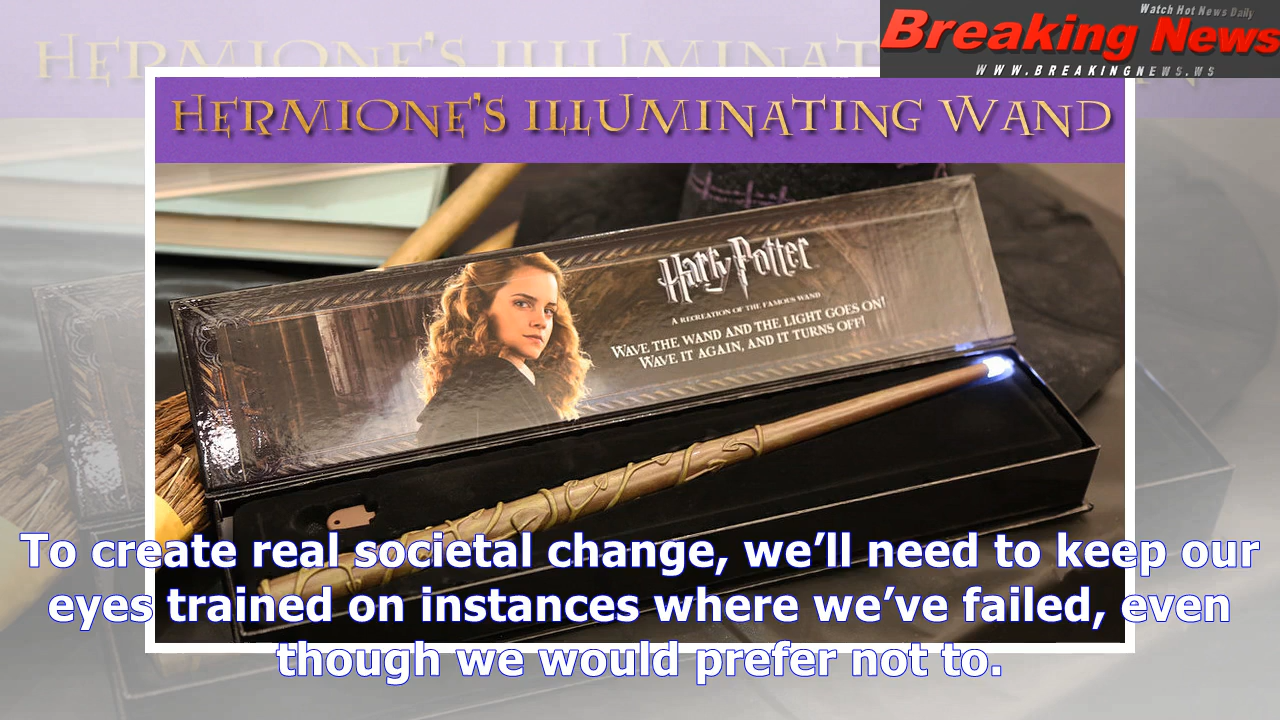 HERMIONE'S ILLUMINAT
Watch Hot News Daily
Breaking News
WWW.BREAKINGNEWS.WS
HERMIONE'S ILLUMINATING WAND
Harry Potter
A RECREATION OF THE FAMOUS WAND
WAVE THE WAND AND THE LIGHT GOES ON!
WAVE IT AGAIN, AND IT TURNS OFF!
To create real societal change, we’ll need to keep our
eyes trained on instances where we’ve failed, even
though we would prefer not to.